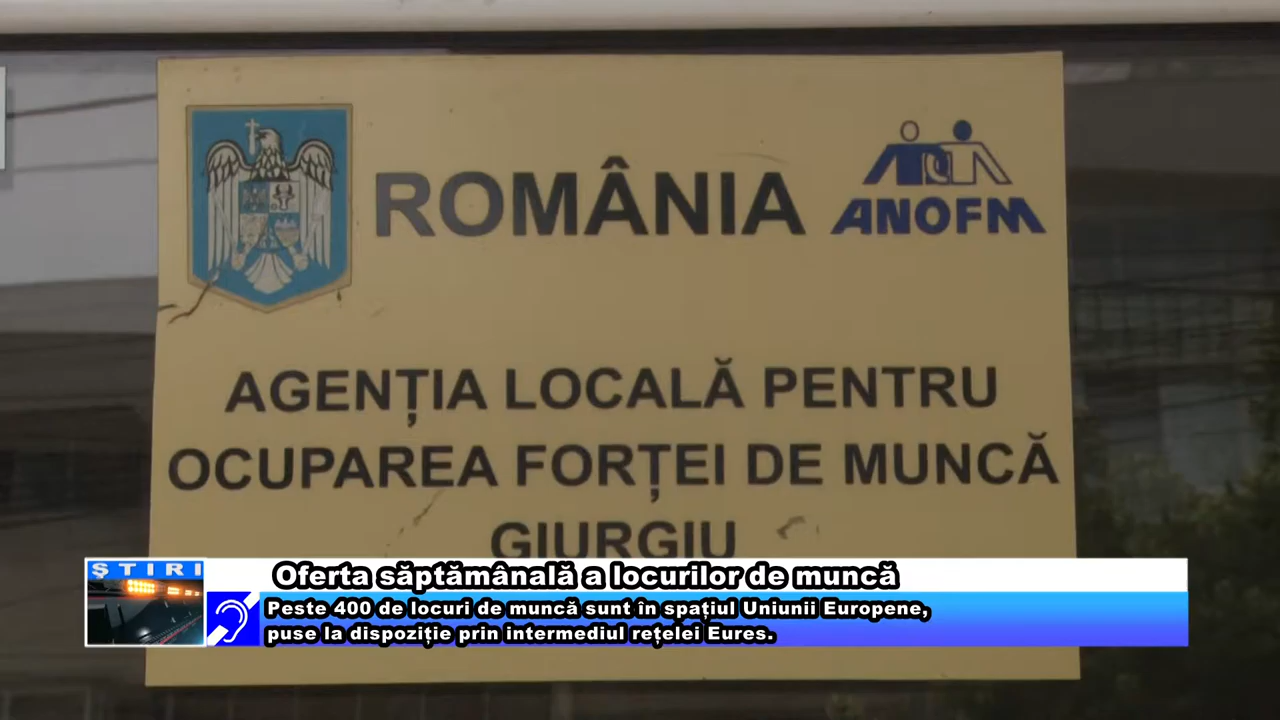 ROMÂNIA
ANOFM
AGENȚIA LOCALĂ PENTRU
OCUPAREA FORȚEI DE MUNCĂ
GIURGIU
ŞTIRI
Oferta săptămânală a locurilor de muncă
Peste 400 de locuri de muncă sunt în spațiul Uniunii Europene,
puse la dispoziție prin intermediul rețelei Eures.